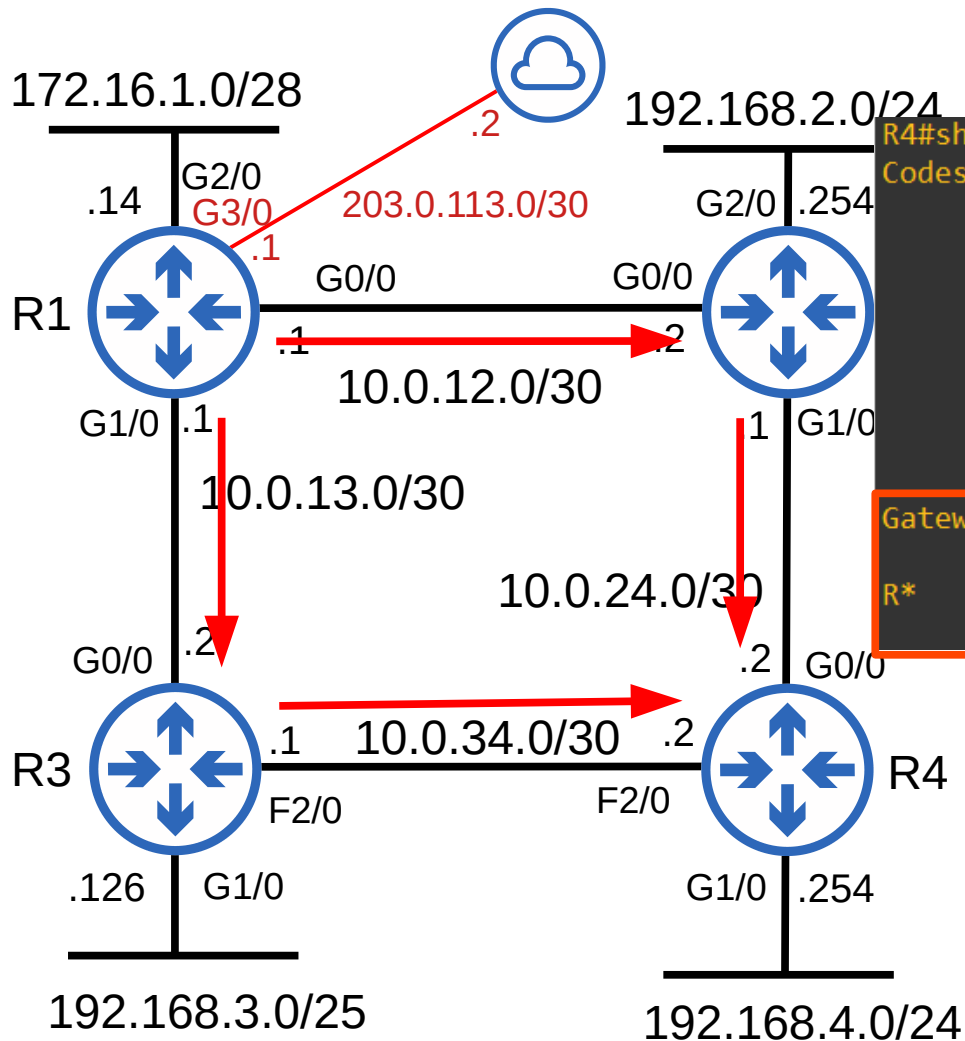 172.16.1.0/28
.2
192.168.2.0/24
R4#sh
Codes
G2/0
.14
G3/0
203.0.113.0/30
G2/0
.254
.1
G0/0
G0/0
R1
.1
.2
10.0.12.0/30
G1/0
.1
.1
G1/0
10.0.13.0/30
Gatew
10.0.24.0/30
R*
.2
G0/0
.2
G0/0
.1
10.0.34.0/30
.2
R3
R4
F2/0
F2/0
.126
G1/0
G1/0
.254
192.168.3.0/25
192.168.4.0/24